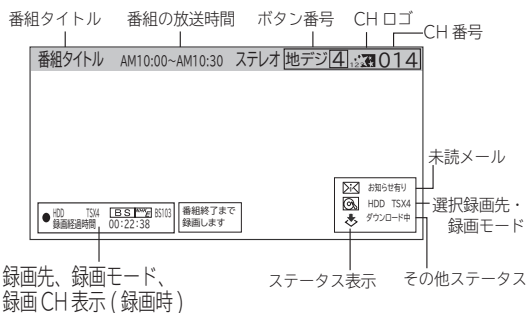 番組タイトル 番組の放送時間 ボタン番号 CH ロゴ
CH 番号
番組タイトル AM10:00~AM10:30 ステレオ 地デジ 4 12 014
未読メール
お知らせ有り
HDD TSX4
ダウンロード中
選択録画先・
録画モード
HDD TSX4 BS BS103
録画経過時間 00:22:38
番組終了まで
録画します
ステータス表示 その他ステータス
録画先、録画モード、
録画 CH 表示 ( 録画時 )